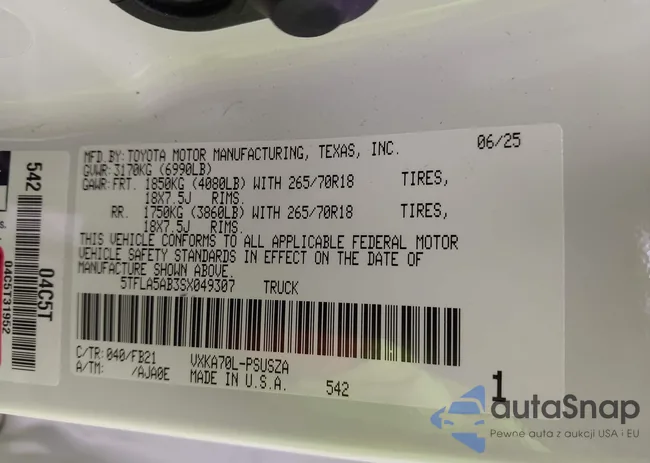 MFD.BY:TOYOTA MOTOR MANUFACTURING, TEXAS, INC. 06/25
GVWR:3170KG (6990LB)
GAWR:FRT. 1850KG (4080LB) WITH 265/70R18 TIRES,
18X7.5J RIMS.
RR. 1750KG (3860LB) WITH 265/70R18 TIRES,
18X7.5J RIMS.
THIS VEHICLE CONFORMS TO ALL APPLICABLE FEDERAL MOTOR
VEHICLE SAFETY STANDARDS IN EFFECT ON THE DATE OF
MANUFACTURE SHOWN ABOVE.
5TFLA5AB3SX049307 TRUCK
C/TR:040/FB21 VXKA70L-PSUSZA
A/TM: /AJA0E MADE IN U.S.A. 542
1
542
04C5T
04C5T31952
s.
autaSnap
Pewne auta z aukcji USA i EU